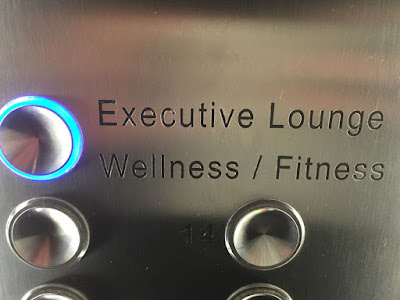 Executive Lounge
Wellness / Fitness
14